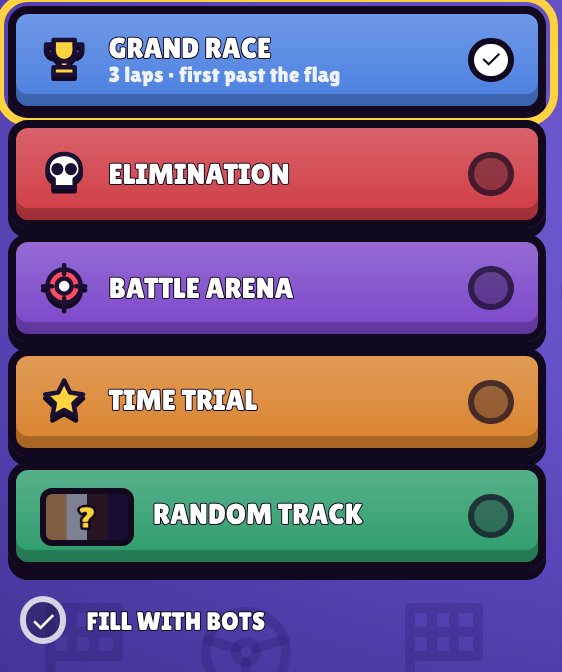 GRAND RACE
3 laps · first past the flag
ELIMINATION
BATTLE ARENA
TIME TRIAL
?
RANDOM TRACK
FILL WITH BOTS